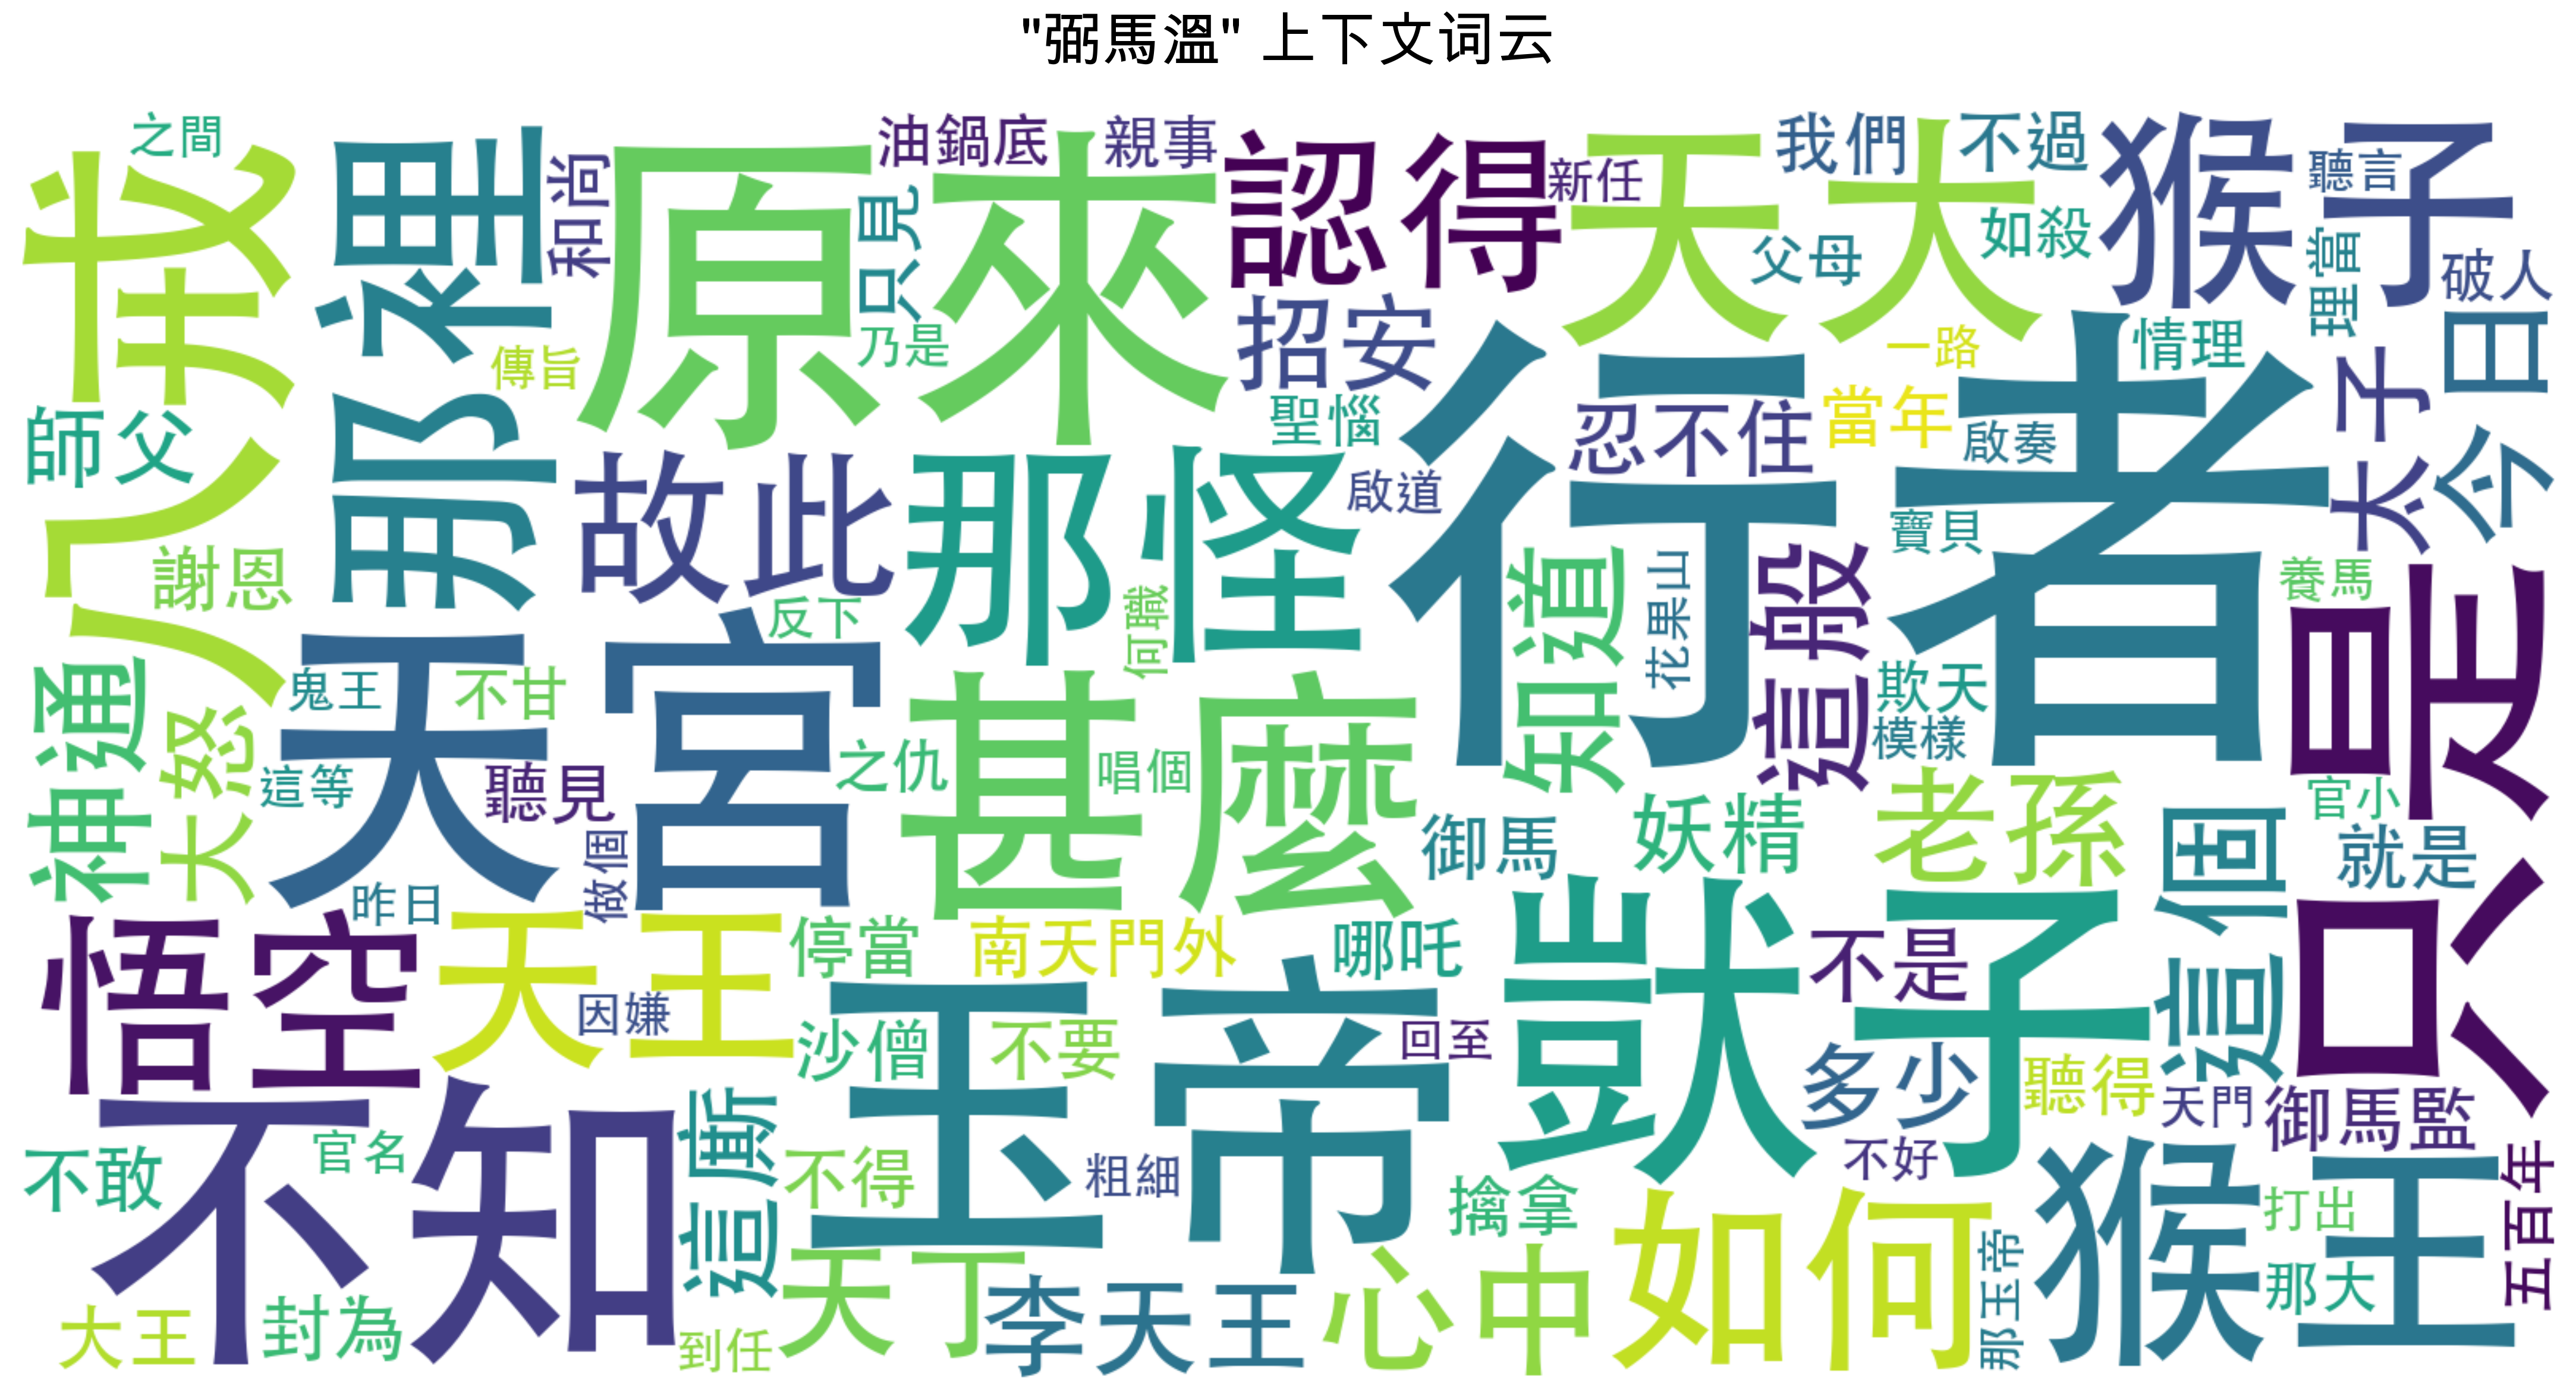 "弼馬溫" 上下文词云
之間
八戒
那裡
和尚
原來
油鍋底
親事
只見
乃是
認得
新任
天大
我們
不過
父母
如殺
猴子
聽言
理當
破人
今日
傳旨
師父
招安
聖惱
忍不住
一路
當年
啟奏
情理
太子
謝恩
故此
那怪
啟道
行者
寶貝
養馬
只是
反下
何職
知道
花果山
這般
欺天
模樣
神通
大怒
鬼王
不甘
這等
天宮
聽見
做個
之仇
甚麼
唱個
御馬
妖精
老孫
這個
官小
就是
昨日
悟空
天王
因嫌
停當
南天門外
哪吒
獃子
不是
沙僧
不要
玉帝
回至
多少
聽得
天門
御馬監
不敢
官名
不知
這廝
不得
粗細
擒拿
不好
猴王
打出
五百年
大王
封為
到任
天丁
李天王
心中
如何
那玉帝
那大